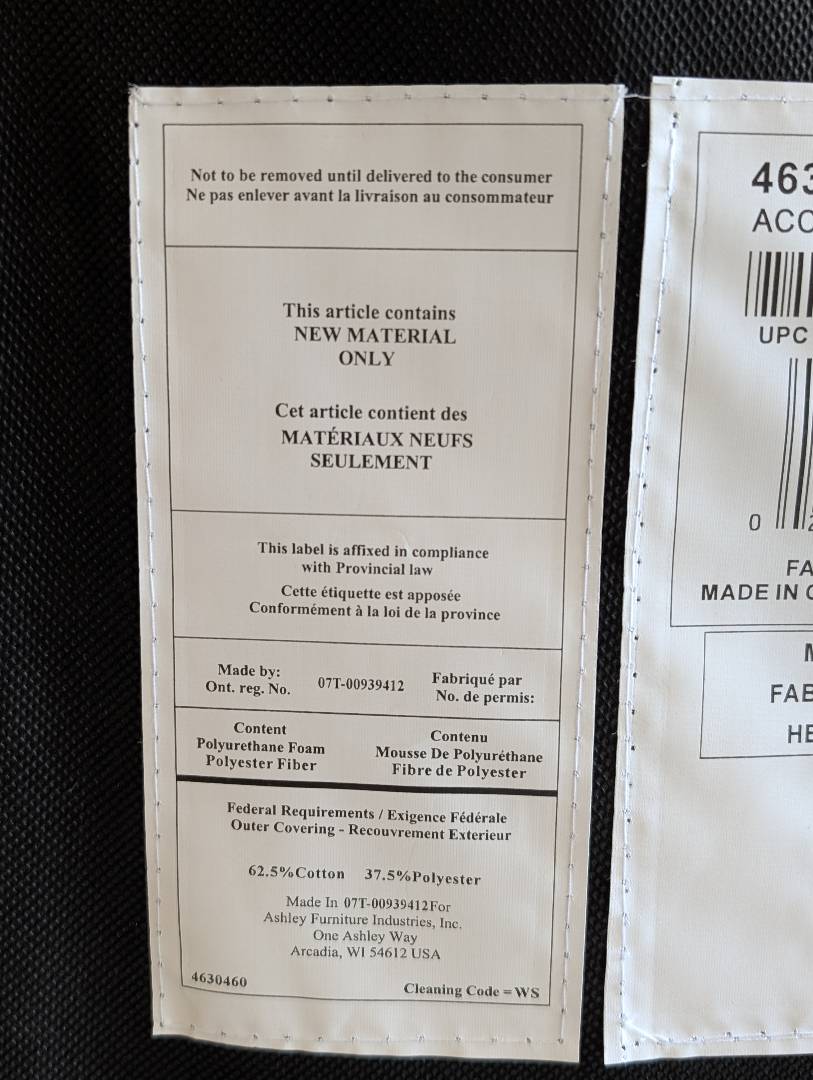 Not to be removed until delivered to the consumer
Ne pas enlever avant la livraison au consommateur
This article contains
NEW MATERIAL
ONLY
Cet article contient des
MATÉRIAUX NEUFS
SEULEMENT
This label is affixed in compliance
with Provincial law
Cette étiquette est apposée
Conformément à la loi de la province
Made by:
Ont. reg. No.
07T-00939412
Fabriqué par
No. de permis:
Content
Polyurethane Foam
Polyester Fiber
Contenu
Mousse De Polyuréthane
Fibre de Polyester
Federal Requirements / Exigence Fédérale
Outer Covering - Recouvrement Exterieur
62.5%Cotton 37.5%Polyester
Made In 07T-00939412For
Ashley Furniture Industries, Inc.
One Ashley Way
Arcadia, WI 54612 USA
4630460
Cleaning Code = WS
UPC
0
MADE IN